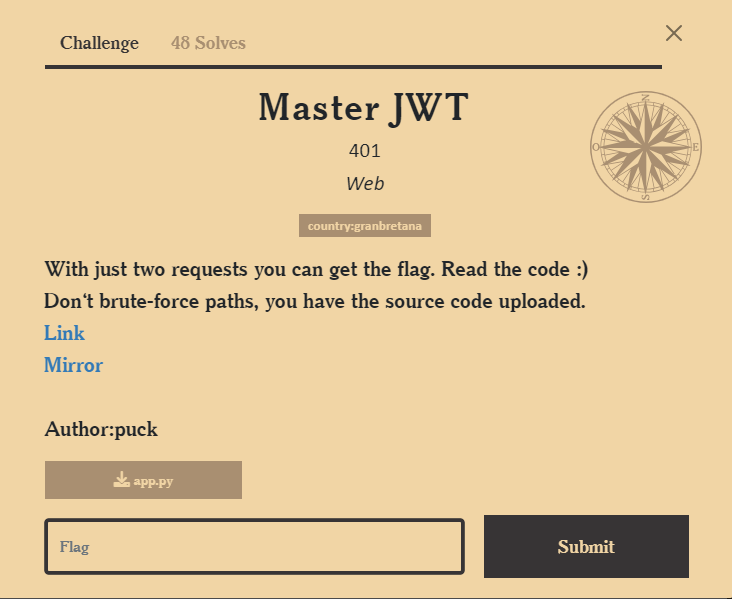 Challenge
48 Solves
Master JWT
401
Web
N
O
E
S
country:granbretana
With just two requests you can get the flag. Read the code :)
Don't brute-force paths, you have the source code uploaded.
Link
Mirror
Author:puck
app.py
Flag
Submit